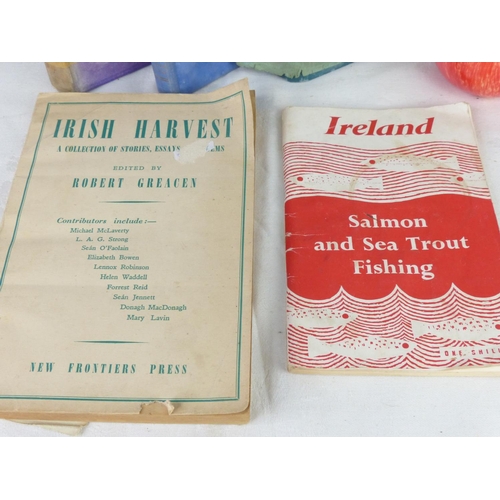 IRISH HARVEST
A COLLECTION OF STORIES, ESSAYS
EDITED BY
ROBERT GREACEN
Contributors include:—
Michael McLaverty
L. A. G. Strong
Seán O'Faolain
Elizabeth Bowen
Lennox Robinson
Helen Waddell
Forrest Reid
Seán Jennett
Donagh MacDonagh
Mary Lavin
NEW FRONTIERS PRESS
Ireland
Salmon
and Sea Trout
Fishing
ONE SHILL